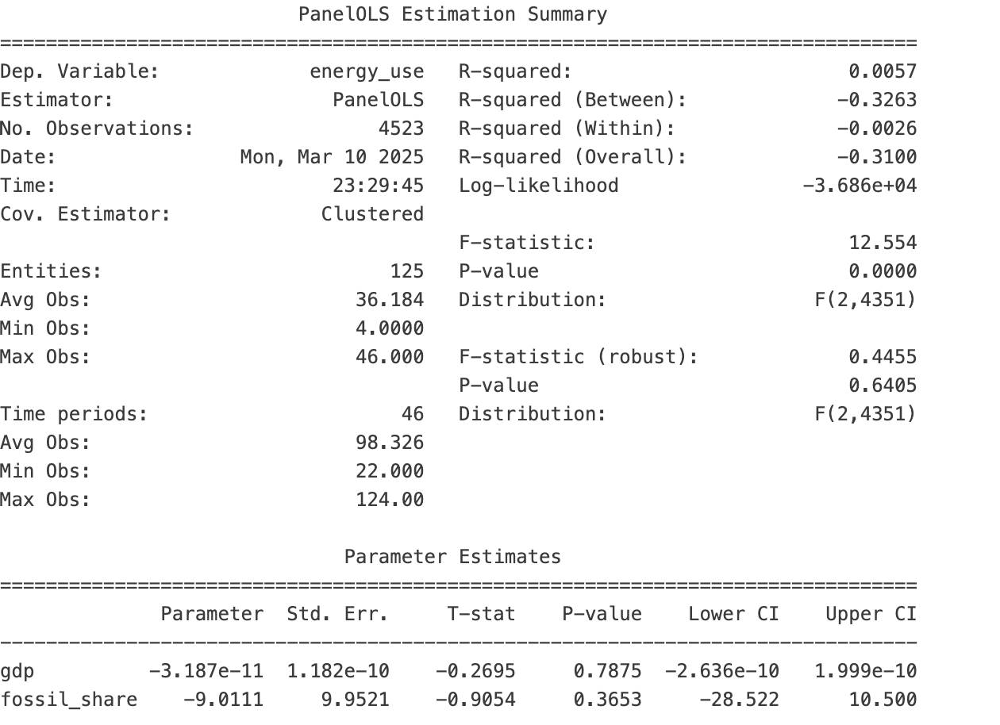 PanelOLS Estimation Summary
================================================================================
Dep. Variable:             energy_use   R-squared:                        0.0057
Estimator:                   PanelOLS   R-squared (Between):             -0.3263
No. Observations:                4523   R-squared (Within):              -0.0026
Date:                Mon, Mar 10 2025   R-squared (Overall):             -0.3100
Time:                        23:29:45   Log-likelihood                -3.686e+04
Cov. Estimator:             Clustered
                                        F-statistic:                      12.554
Entities:                         125   P-value                           0.0000
Avg Obs:                       36.184   Distribution:                  F(2,4351)
Min Obs:                       4.0000
Max Obs:                       46.000   F-statistic (robust):             0.4455
                                        P-value                           0.6405
Time periods:                      46   Distribution:                  F(2,4351)
Avg Obs:                       98.326
Min Obs:                       22.000
Max Obs:                       124.00

                              Parameter Estimates
================================================================================
              Parameter  Std. Err.     T-stat    P-value    Lower CI    Upper CI
--------------------------------------------------------------------------------
gdp          -3.187e-11  1.182e-10    -0.2695     0.7875  -2.636e-10   1.999e-10
fossil_share    -9.0111     9.9521    -0.9054     0.3653     -28.522      10.500